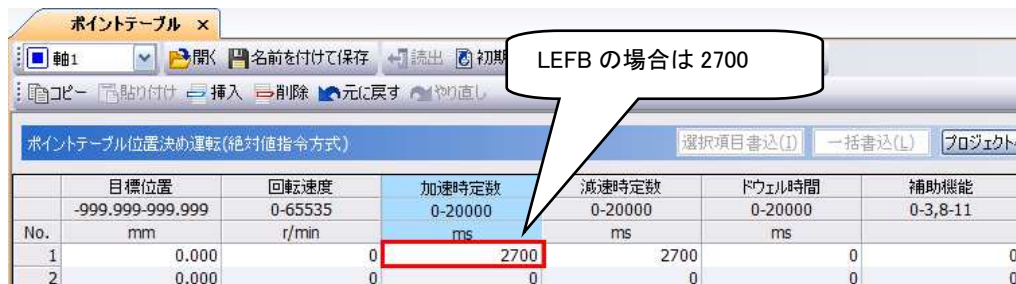 ポイントテーブル ×
軸1 開く 名前を付けて保存 読出 初期
LEFB の場合は 2700
コピー 貼り付け 挿入 削除 元に戻す やり直し
ポイントテーブル位置決め運転(絶対値指令方式) 選択項目書込(I) 一括書込(L) プロジェクト
目標位置 回転速度 加速時定数 減速時定数 ドウェル時間 補助機能
-999.999-999.999 0-65535 0-20000 0-20000 0-20000 0-3,8-11
No. mm r/min ms ms ms
1 0.000 0 2700 2700 0 0
2 0.000 0 0 0 0 0